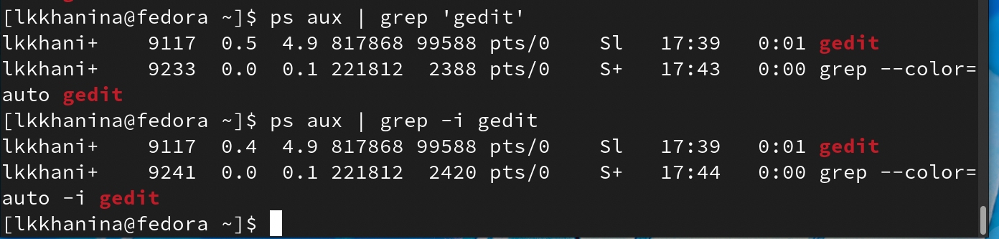 [lkkhanina@fedora ~]$ ps aux | grep 'gedit'
lkkhani+    9117  0.5  4.9 817868 99588 pts/0    Sl   17:39   0:01 gedit
lkkhani+    9233  0.0  0.1 221812  2388 pts/0    S+   17:43   0:00 grep --color=
auto gedit
[lkkhanina@fedora ~]$ ps aux | grep -i gedit
lkkhani+    9117  0.4  4.9 817868 99588 pts/0    Sl   17:39   0:01 gedit
lkkhani+    9241  0.0  0.1 221812  2420 pts/0    S+   17:44   0:00 grep --color=
auto -i gedit
[lkkhanina@fedora ~]$